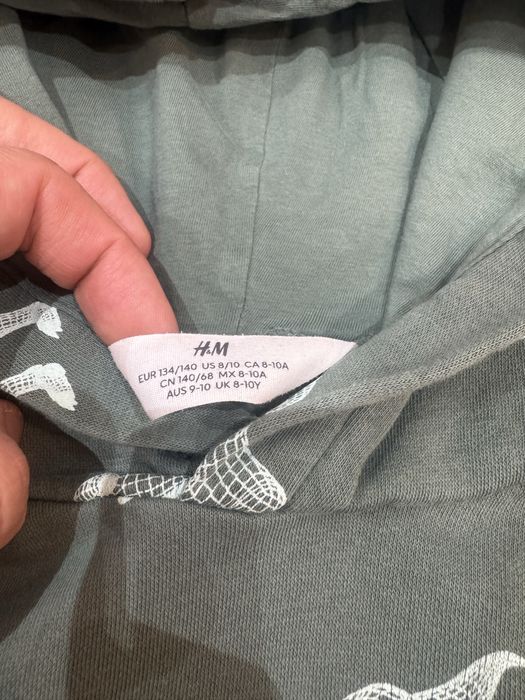 H&M
EUR 134/140 US 8/10 CA 8-10A
CN 140/68 MX 8-10A
AUS 9-10 UK 8-10Y